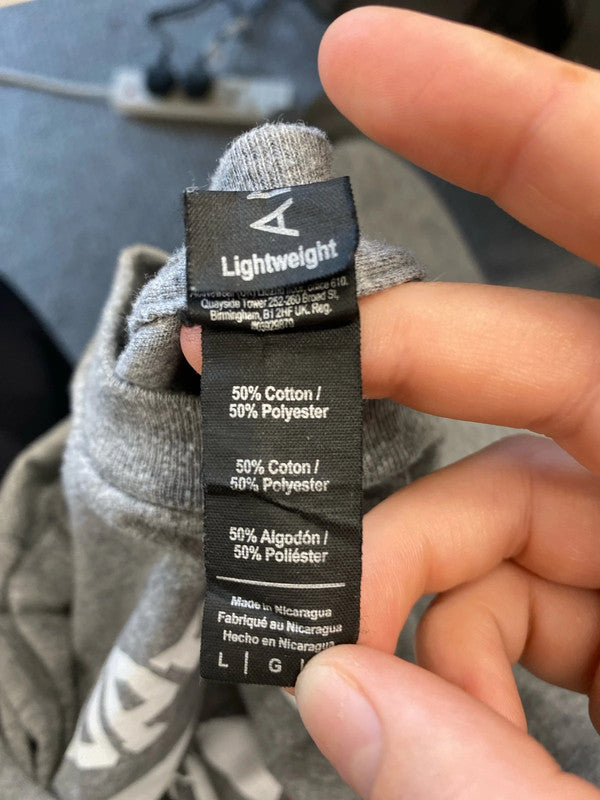 Lightweight
Quayside Tower 252-260 Broad St,
Birmingham, B1 2HF UK. Reg.
50% Cotton /
50% Polyester
50% Coton /
50% Polyester
50% Algodón /
50% Poliéster
Made in Nicaragua
Fabriqué au Nicaragua
Hecho en Nicaragua
L | G |